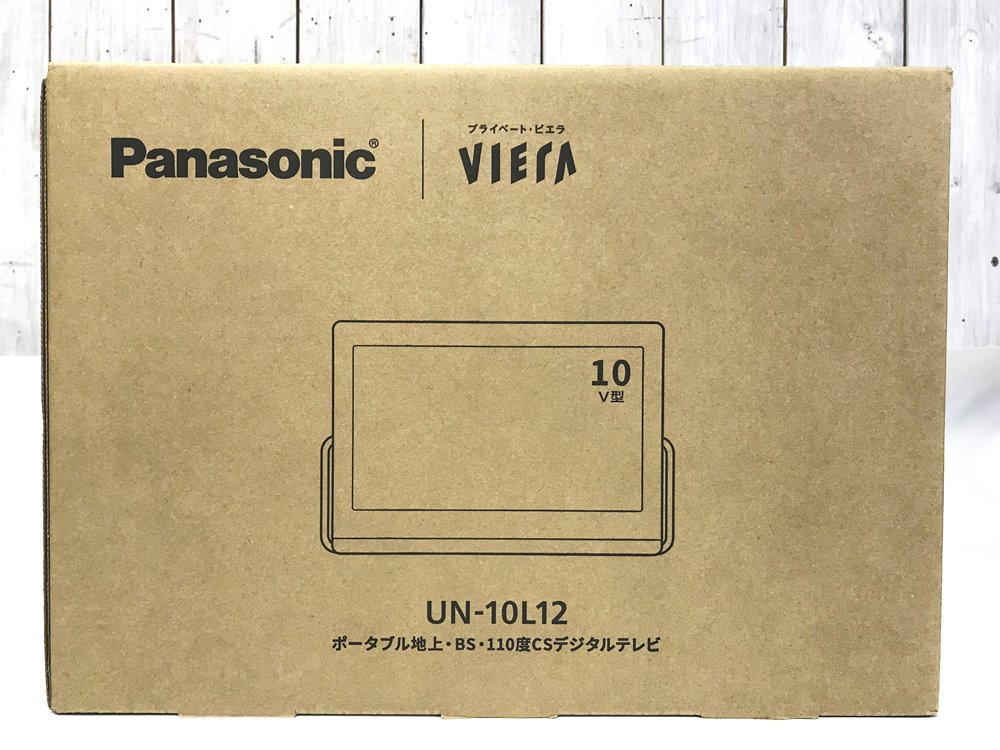 Panasonic®
プライベート・ビエラ
VIErA
10
V型
UN-10L12
ポータブル地上・BS・110度CSデジタルテレビ